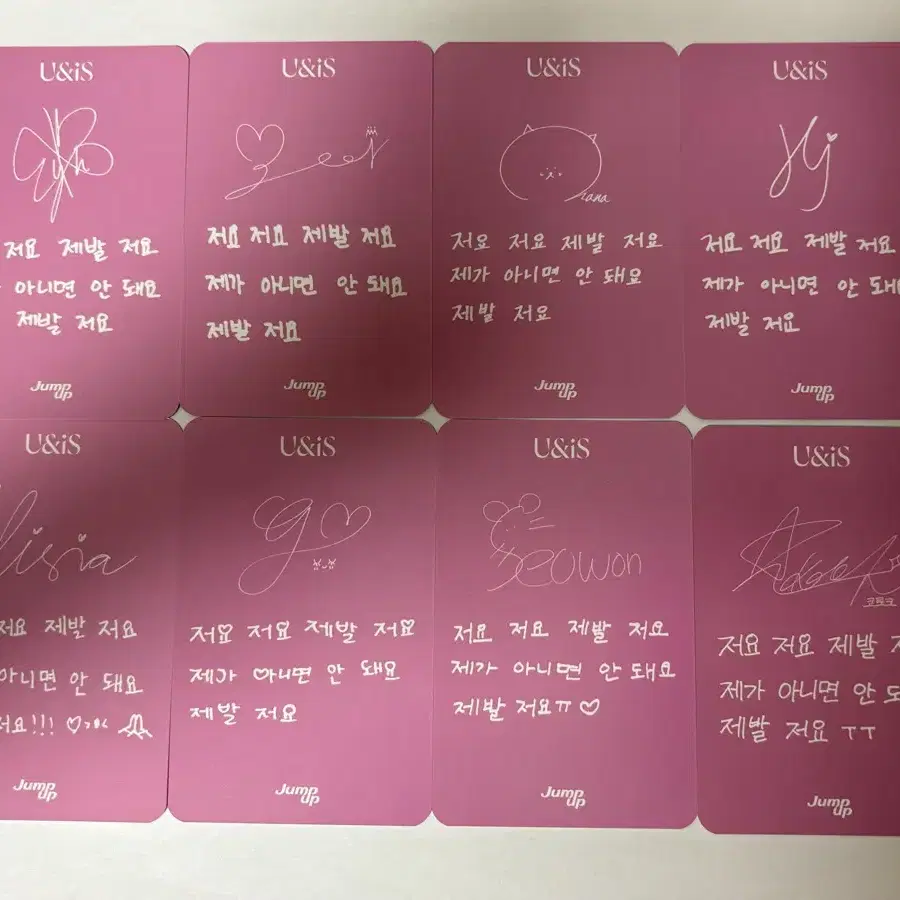 U&iS
저요 제발 저요
아니면 안 돼요
제발 저요
Jump up
U&iS
저요 저요 제발 저요
제가 아니면 안 돼요
제발 저요
Jump up
U&iS
hana
저요 저요 제발 저요
제가 아니면 안 돼요
제발 저요
Jump up
U&iS
Hj
저요 저요 제발 저요
제가 아니면 안 돼
제발 저요
Jump up
U&iS
lisia
저요 제발 저요
아니면 안 돼요
저요!!! ♡
Jump up
U&iS
저요 저요 제발 저요
제가 아니면 안 돼요
제발 저요
Jump up
U&iS
Seowon
저요 저요 제발 저요
제가 아니면 안 돼요
제발 저요ㅠ ♡
Jump up
U&iS
저요 저요 제발
제가 아니면 안
제발 저요 ㅜㅜ
Jump up